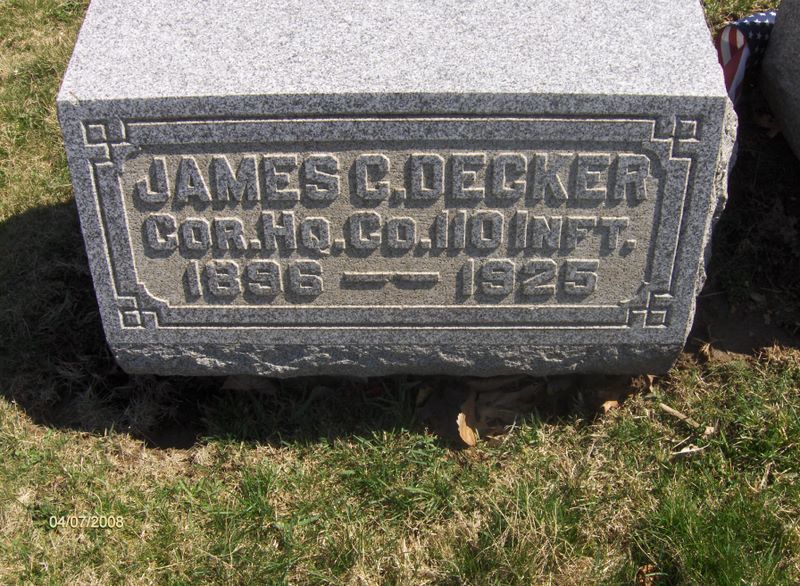 JAMES C. DECKER
COR. HQ. CO. 110 INFT.
1896 — 1925
04/07/2008